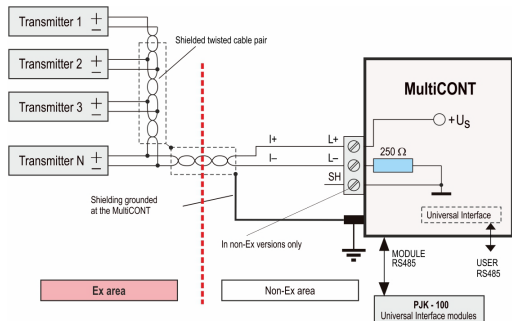 Transmitter 1 + –
Shielded twisted cable pair
Transmitter 2 + –
Transmitter 3 + –
Transmitter N + –
MultiCONT
+Us
I+ L+
I– L–
250 Ω
SH
Shielding grounded
at the MultiCONT
In non-Ex versions only
Universal Interface
MODULE
RS485
USER
RS485
Ex area
Non-Ex area
PJK - 100
Universal Interface modules